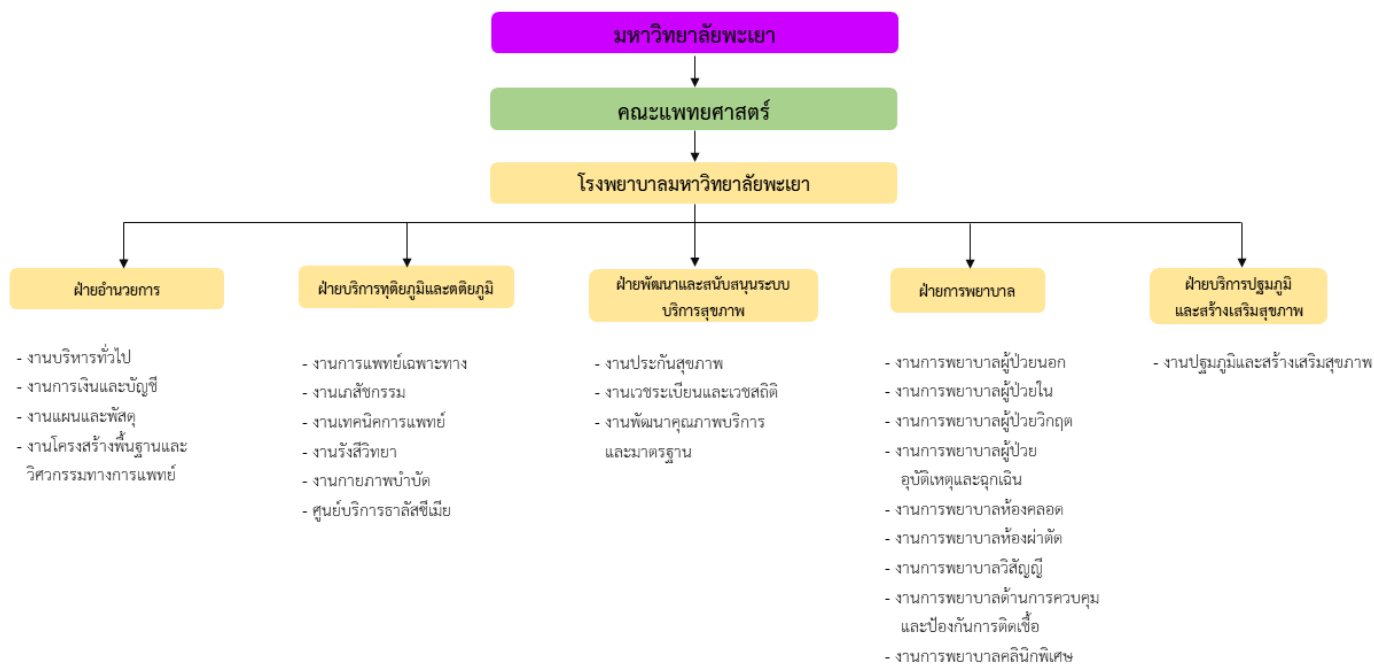 มหาวิทยาลัยพะเยา
คณะแพทยศาสตร์
โรงพยาบาลมหาวิทยาลัยพะเยา
ฝ่ายอำนวยการ
- งานบริหารทั่วไป
- งานการเงินและบัญชี
- งานแผนและพัสดุ
- งานโครงสร้างพื้นฐานและ
วิศวกรรมทางการแพทย์
ฝ่ายบริการทุติยภูมิและตติยภูมิ
- งานการแพทย์เฉพาะทาง
- งานเภสัชกรรม
- งานเทคนิคการแพทย์
- งานรังสีวิทยา
- งานกายภาพบำบัด
- ศูนย์บริการธาลัสซีเมีย
ฝ่ายพัฒนาและสนับสนุนระบบ
บริการสุขภาพ
- งานประกันสุขภาพ
- งานเวชระเบียนและเวชสถิติ
- งานพัฒนาคุณภาพบริการ
และมาตรฐาน
ฝ่ายการพยาบาล
- งานการพยาบาลผู้ป่วยนอก
- งานการพยาบาลผู้ป่วยใน
- งานการพยาบาลผู้ป่วยวิกฤต
- งานการพยาบาลผู้ป่วย
อุบัติเหตุและฉุกเฉิน
- งานการพยาบาลห้องคลอด
- งานการพยาบาลห้องผ่าตัด
- งานการพยาบาลวิสัญญี
- งานการพยาบาลด้านการควบคุม
และป้องกันการติดเชื้อ
- งานการพยาบาลคลินิกพิเศษ
ฝ่ายบริการปฐมภูมิ
และสร้างเสริมสุขภาพ
- งานปฐมภูมิและสร้างเสริมสุขภาพ